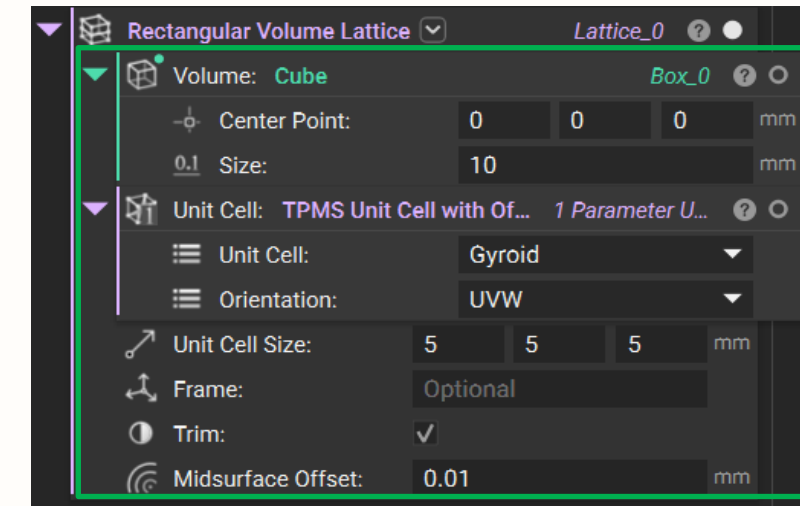 Rectangular Volume Lattice Lattice_0 ?
Volume: Cube Box_0 ?
Center Point: 0 0 0 mm
0.1 Size: 10 mm
Unit Cell: TPMS Unit Cell with Of... 1 Parameter U... ?
Unit Cell: Gyroid
Orientation: UVW
Unit Cell Size: 5 5 5 mm
Frame: Optional
Trim:
Midsurface Offset: 0.01 mm